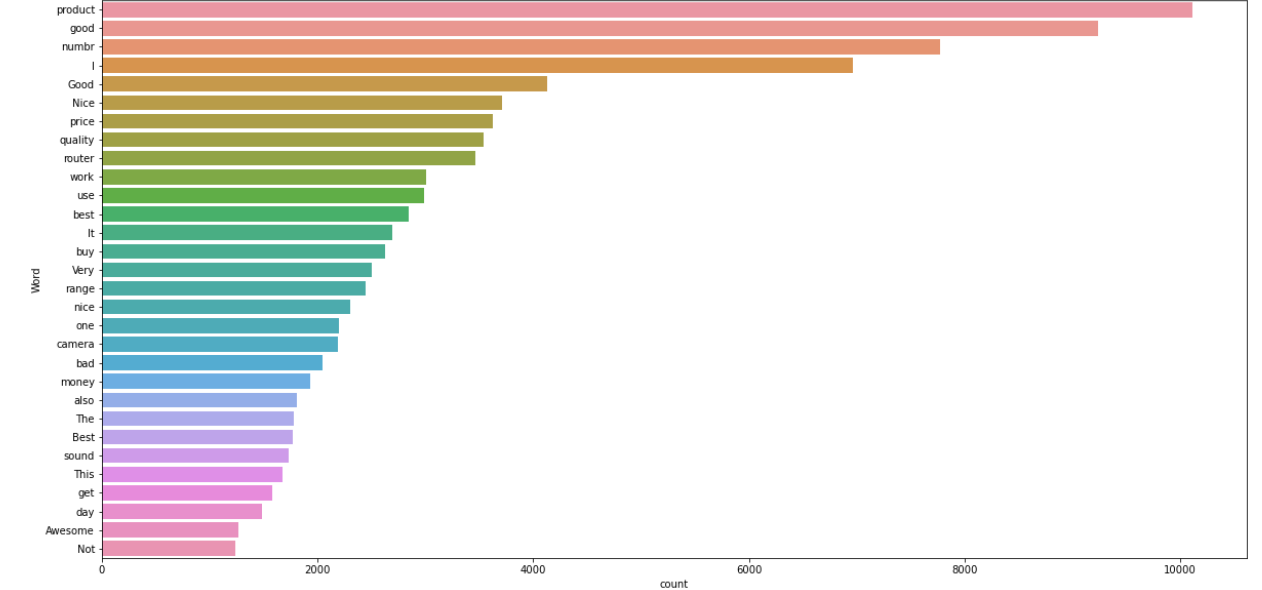 product
good
numbr
I
Good
Nice
price
quality
router
work
use
best
It
buy
Very
range
nice
one
camera
bad
money
also
The
Best
sound
This
get
day
Awesome
Not
Word
0 2000 4000 6000 8000 10000
count